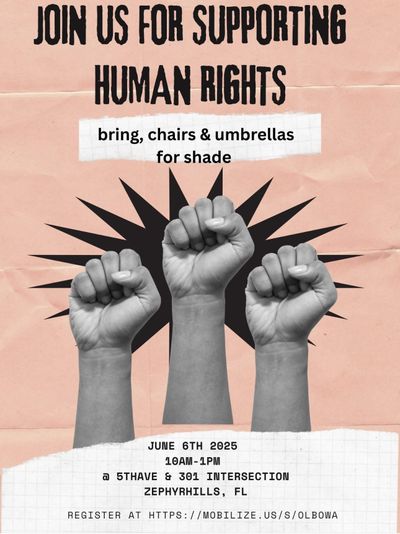 JOIN US FOR SUPPORTING
HUMAN RIGHTS
bring, chairs & umbrellas
for shade
JUNE 6TH 2025
10AM-1PM
@ 5THAVE & 301 INTERSECTION
ZEPHYRHILLS, FL
REGISTER AT HTTPS://MOBILIZE.US/S/OLBOWA